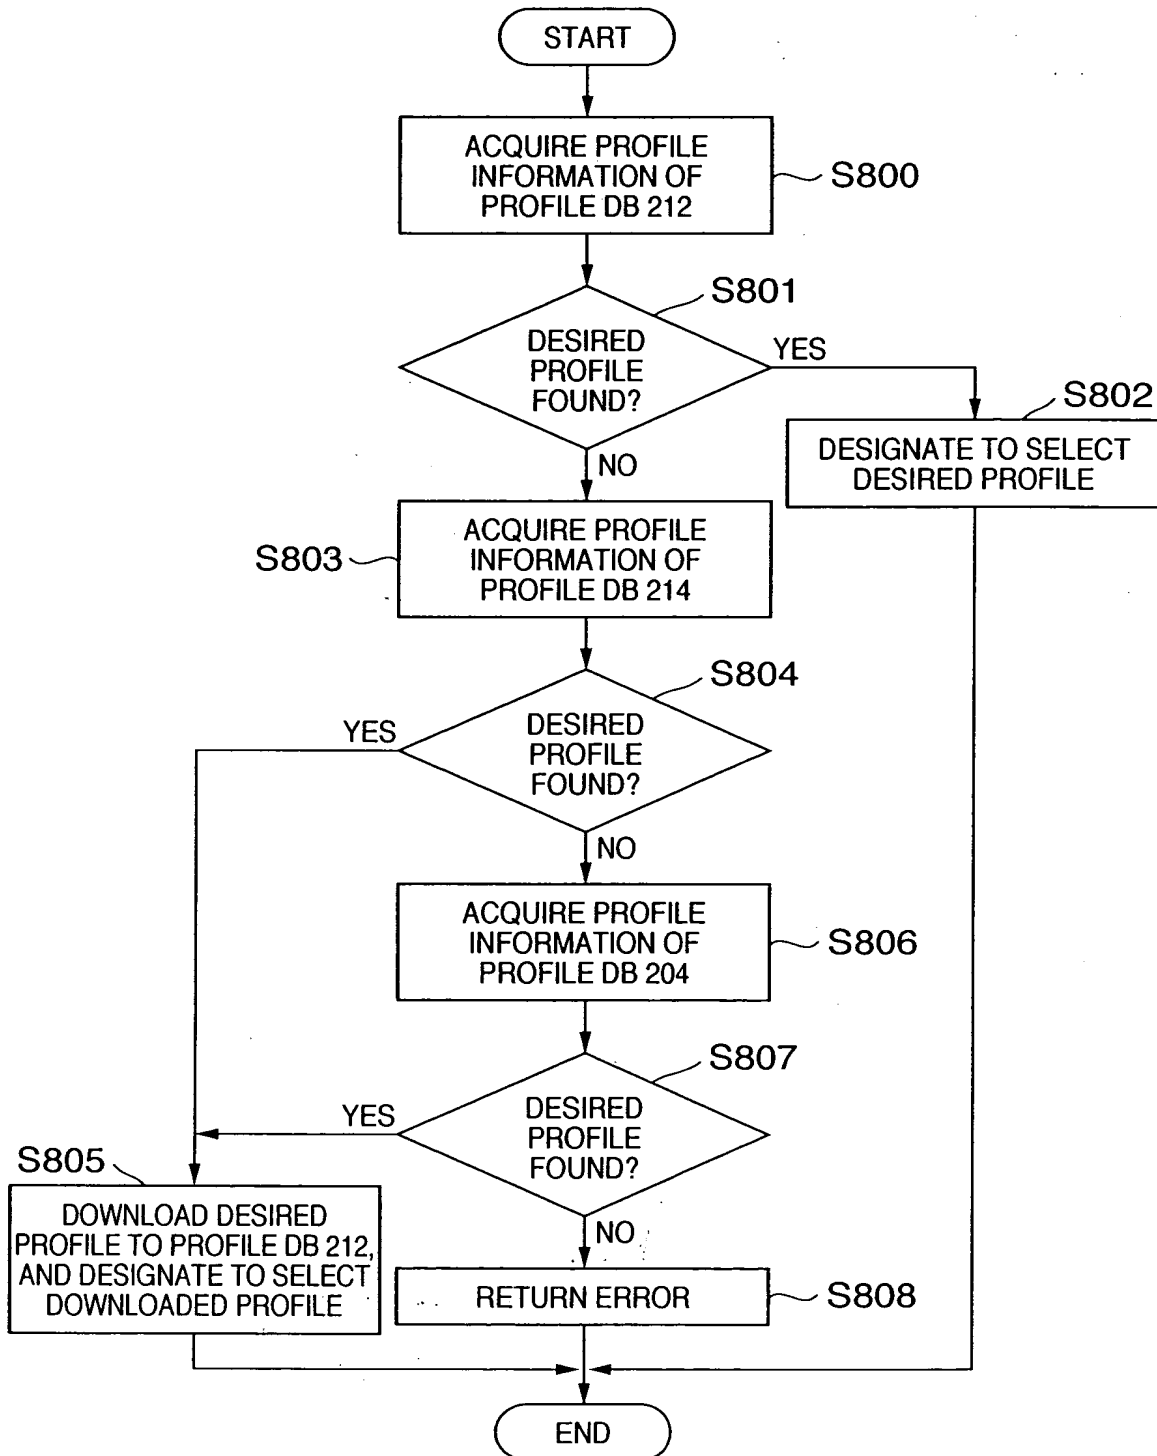 START
ACQUIRE PROFILE
INFORMATION OF
PROFILE DB 212
S800
S801
DESIRED
PROFILE
FOUND?
YES
S802
DESIGNATE TO SELECT
DESIRED PROFILE
NO
S803
ACQUIRE PROFILE
INFORMATION OF
PROFILE DB 214
S804
YES
DESIRED
PROFILE
FOUND?
NO
ACQUIRE PROFILE
INFORMATION OF
PROFILE DB 204
S806
S807
YES
DESIRED
PROFILE
FOUND?
S805
DOWNLOAD DESIRED
PROFILE TO PROFILE DB 212,
AND DESIGNATE TO SELECT
DOWNLOADED PROFILE
NO
RETURN ERROR
S808
END